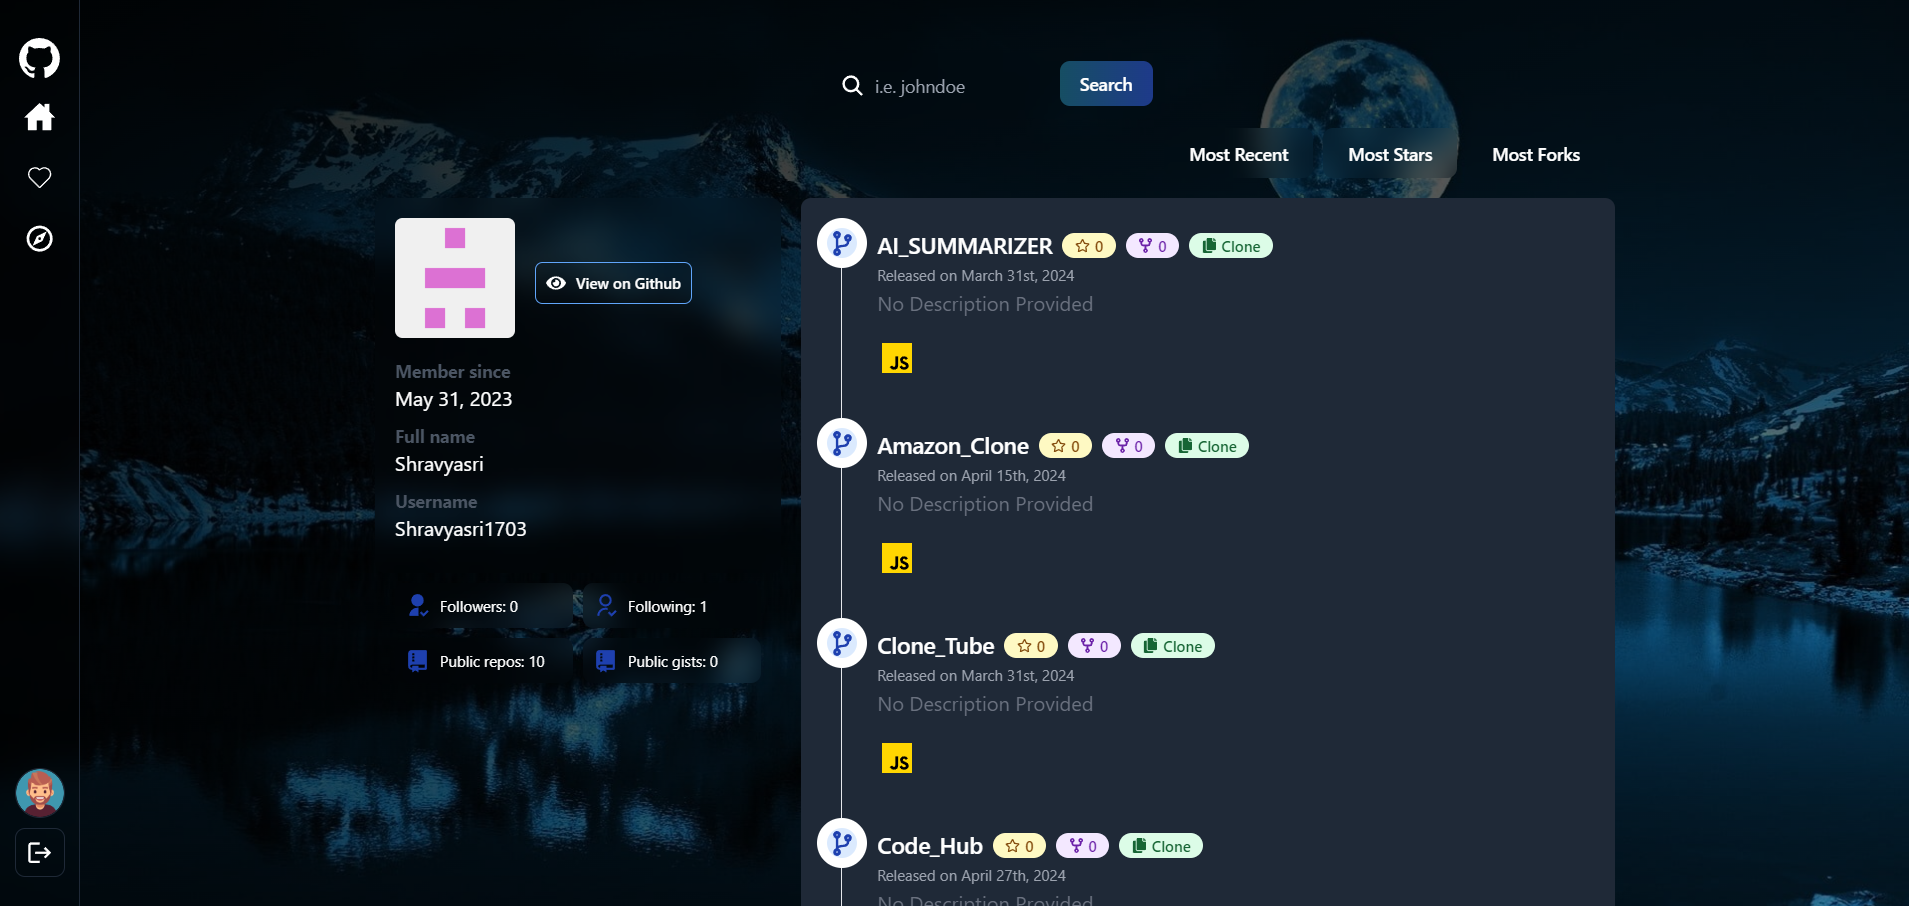 i.e. johndoe
Search
Most Recent
Most Stars
Most Forks
View on Github
Member since
May 31, 2023
Full name
Shravyasri
Username
Shravyasri1703
Followers: 0
Following: 1
Public repos: 10
Public gists: 0
AI_SUMMARIZER 0 0 Clone
Released on March 31st, 2024
No Description Provided
JS
Amazon_Clone 0 0 Clone
Released on April 15th, 2024
No Description Provided
JS
Clone_Tube 0 0 Clone
Released on March 31st, 2024
No Description Provided
JS
Code_Hub 0 0 Clone
Released on April 27th, 2024
No Description Provided